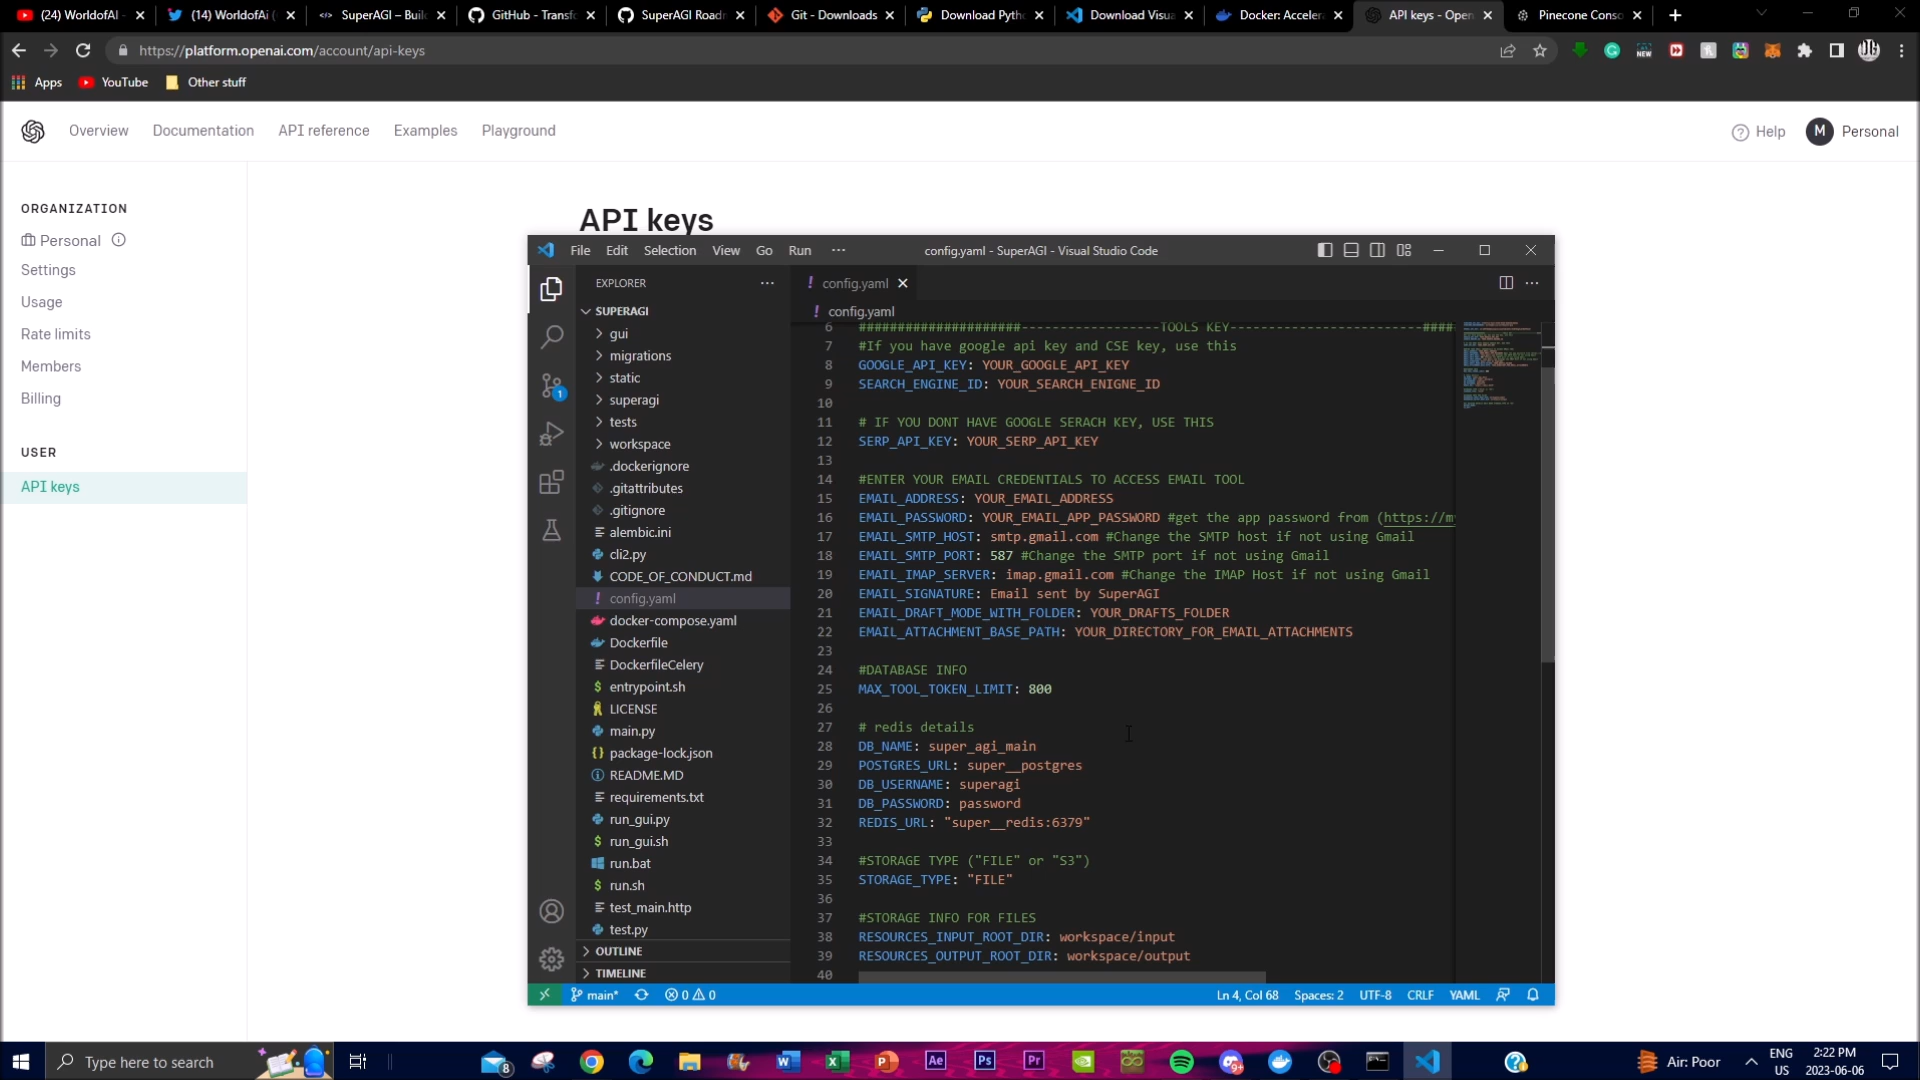 (24) WorldofAI -
(14) WorldofAi (
SuperAGI – Buil
GitHub - Transf
SuperAGI Road
Git - Downloads
Download Pyth
Download Visua
Docker: Acceler
API keys - Open
Pinecone Conso
https://platform.openai.com/account/api-keys
Apps
YouTube
Other stuff
Overview
Documentation
API reference
Examples
Playground
Help
M
Personal
ORGANIZATION
Personal
Settings
Usage
Rate limits
Members
Billing
USER
API keys
API keys
File
Edit
Selection
View
Go
Run
config.yaml - SuperAGI - Visual Studio Code
EXPLORER
SUPERAGI
gui
migrations
static
superagi
tests
workspace
.dockerignore
.gitattributes
.gitignore
alembic.ini
cli2.py
CODE_OF_CONDUCT.md
config.yaml
docker-compose.yaml
Dockerfile
DockerfileCelery
entrypoint.sh
LICENSE
main.py
package-lock.json
README.MD
requirements.txt
run_gui.py
run_gui.sh
run.bat
run.sh
test_main.http
test.py
OUTLINE
TIMELINE
config.yaml
config.yaml
6 #####################------------------TOOLS KEY-------------------------####
7 #If you have google api key and CSE key, use this
8 GOOGLE_API_KEY: YOUR_GOOGLE_API_KEY
9 SEARCH_ENGINE_ID: YOUR_SEARCH_ENIGNE_ID
10
11 # IF YOU DONT HAVE GOOGLE SERACH KEY, USE THIS
12 SERP_API_KEY: YOUR_SERP_API_KEY
13
14 #ENTER YOUR EMAIL CREDENTIALS TO ACCESS EMAIL TOOL
15 EMAIL_ADDRESS: YOUR_EMAIL_ADDRESS
16 EMAIL_PASSWORD: YOUR_EMAIL_APP_PASSWORD #get the app password from (https://m
17 EMAIL_SMTP_HOST: smtp.gmail.com #Change the SMTP host if not using Gmail
18 EMAIL_SMTP_PORT: 587 #Change the SMTP port if not using Gmail
19 EMAIL_IMAP_SERVER: imap.gmail.com #Change the IMAP Host if not using Gmail
20 EMAIL_SIGNATURE: Email sent by SuperAGI
21 EMAIL_DRAFT_MODE_WITH_FOLDER: YOUR_DRAFTS_FOLDER
22 EMAIL_ATTACHMENT_BASE_PATH: YOUR_DIRECTORY_FOR_EMAIL_ATTACHMENTS
23
24 #DATABASE INFO
25 MAX_TOOL_TOKEN_LIMIT: 800
26
27 # redis details
28 DB_NAME: super_agi_main
29 POSTGRES_URL: super__postgres
30 DB_USERNAME: superagi
31 DB_PASSWORD: password
32 REDIS_URL: "super__redis:6379"
33
34 #STORAGE TYPE ("FILE" or "S3")
35 STORAGE_TYPE: "FILE"
36
37 #STORAGE INFO FOR FILES
38 RESOURCES_INPUT_ROOT_DIR: workspace/input
39 RESOURCES_OUTPUT_ROOT_DIR: workspace/output
40
main*
0
0
Ln 4, Col 68
Spaces: 2
UTF-8
CRLF
YAML
Type here to search
Air: Poor
ENG
US
2:22 PM
2023-06-06